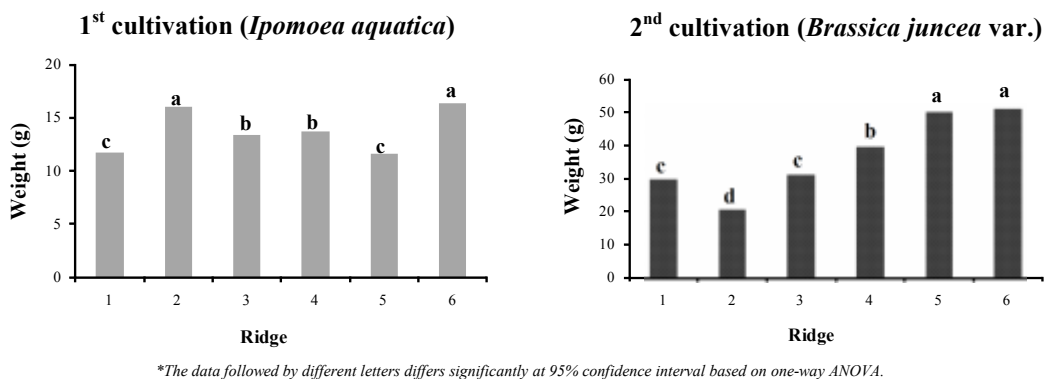 1st cultivation (Ipomoea aquatica)
20
15
10
5
0
Weight (g)
c
a
b
b
c
a
1 2 3 4 5 6
Ridge
2nd cultivation (Brassica juncea var.)
60
50
40
30
20
10
0
Weight (g)
c
d
c
b
a
a
1 2 3 4 5 6
Ridge
*The data followed by different letters differs significantly at 95% confidence interval based on one-way ANOVA.